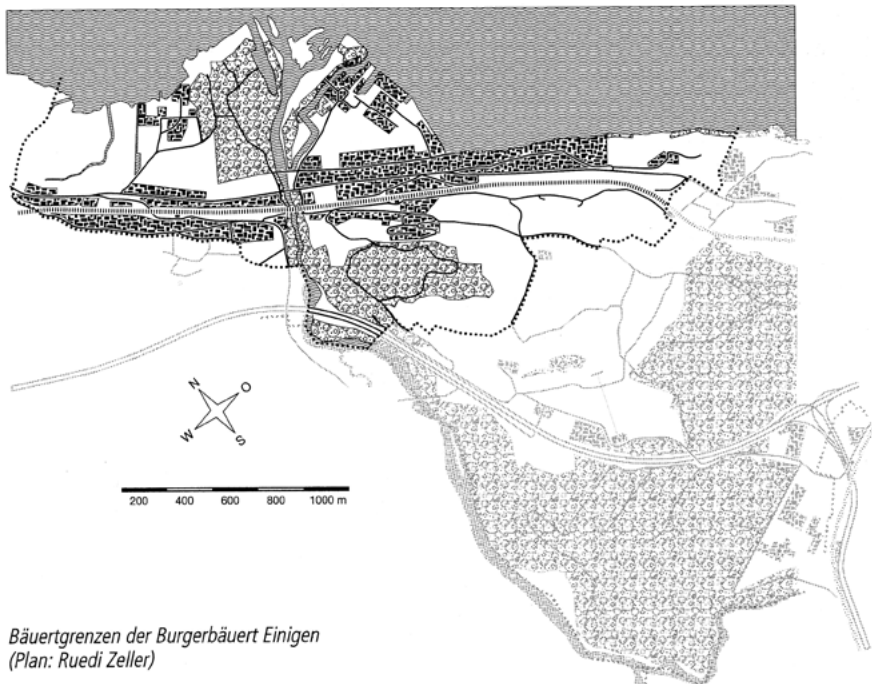 N
O
W
S
200 400 600 800 1000 m
Bäuertgrenzen der Burgerbäuert Einigen
(Plan: Ruedi Zeller)